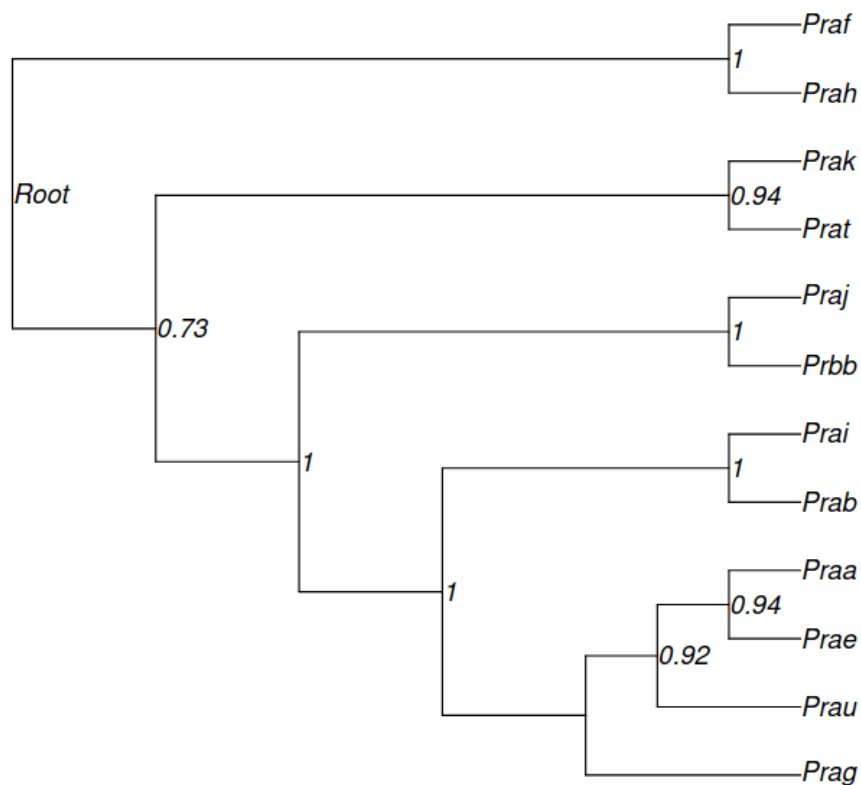 Praf
1
Prah
Prak
Root
0.94
Prat
Praj
0.73
1
Prbb
Prai
1
1
Prab
Praa
1
0.94
Prae
0.92
Prau
Prag